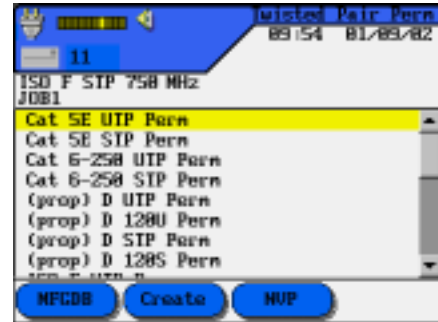 Twisted Pair Perm
09:54 01/09/02
11
ISO F STP 750 MHz
JOB1
Cat 5E UTP Perm
Cat 5E STP Perm
Cat 6-250 UTP Perm
Cat 6-250 STP Perm
(prop) D UTP Perm
(prop) D 120U Perm
(prop) D STP Perm
(prop) D 120S Perm
MFGDB Create NVP